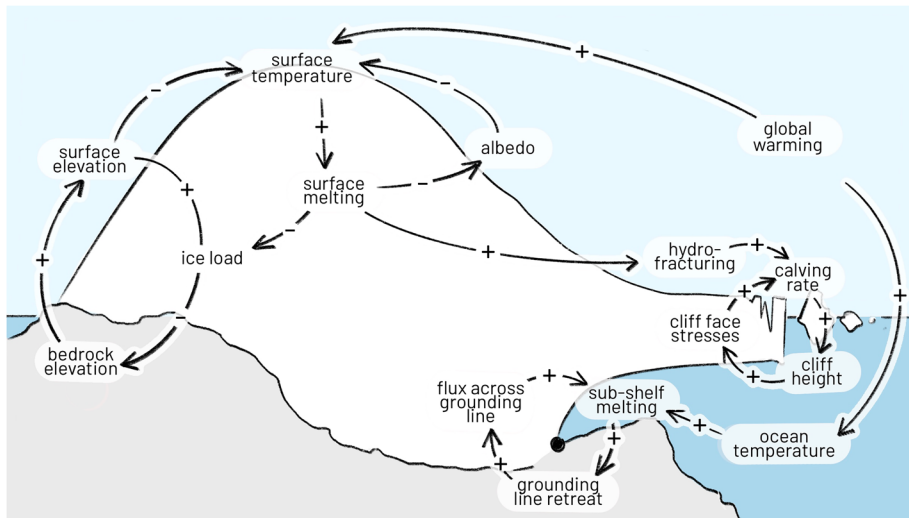 surface
temperature
+
−
−
+
global
warming
surface
elevation
albedo
+
surface
melting
−
+
−
+
ice load
hydro-
fracturing
+
calving
rate
+
+
+
−
+
cliff face
stresses
bedrock
elevation
cliff
height
+
+
flux across
grounding
line
sub-shelf
melting
+
+
ocean
temperature
+
grounding
line retreat